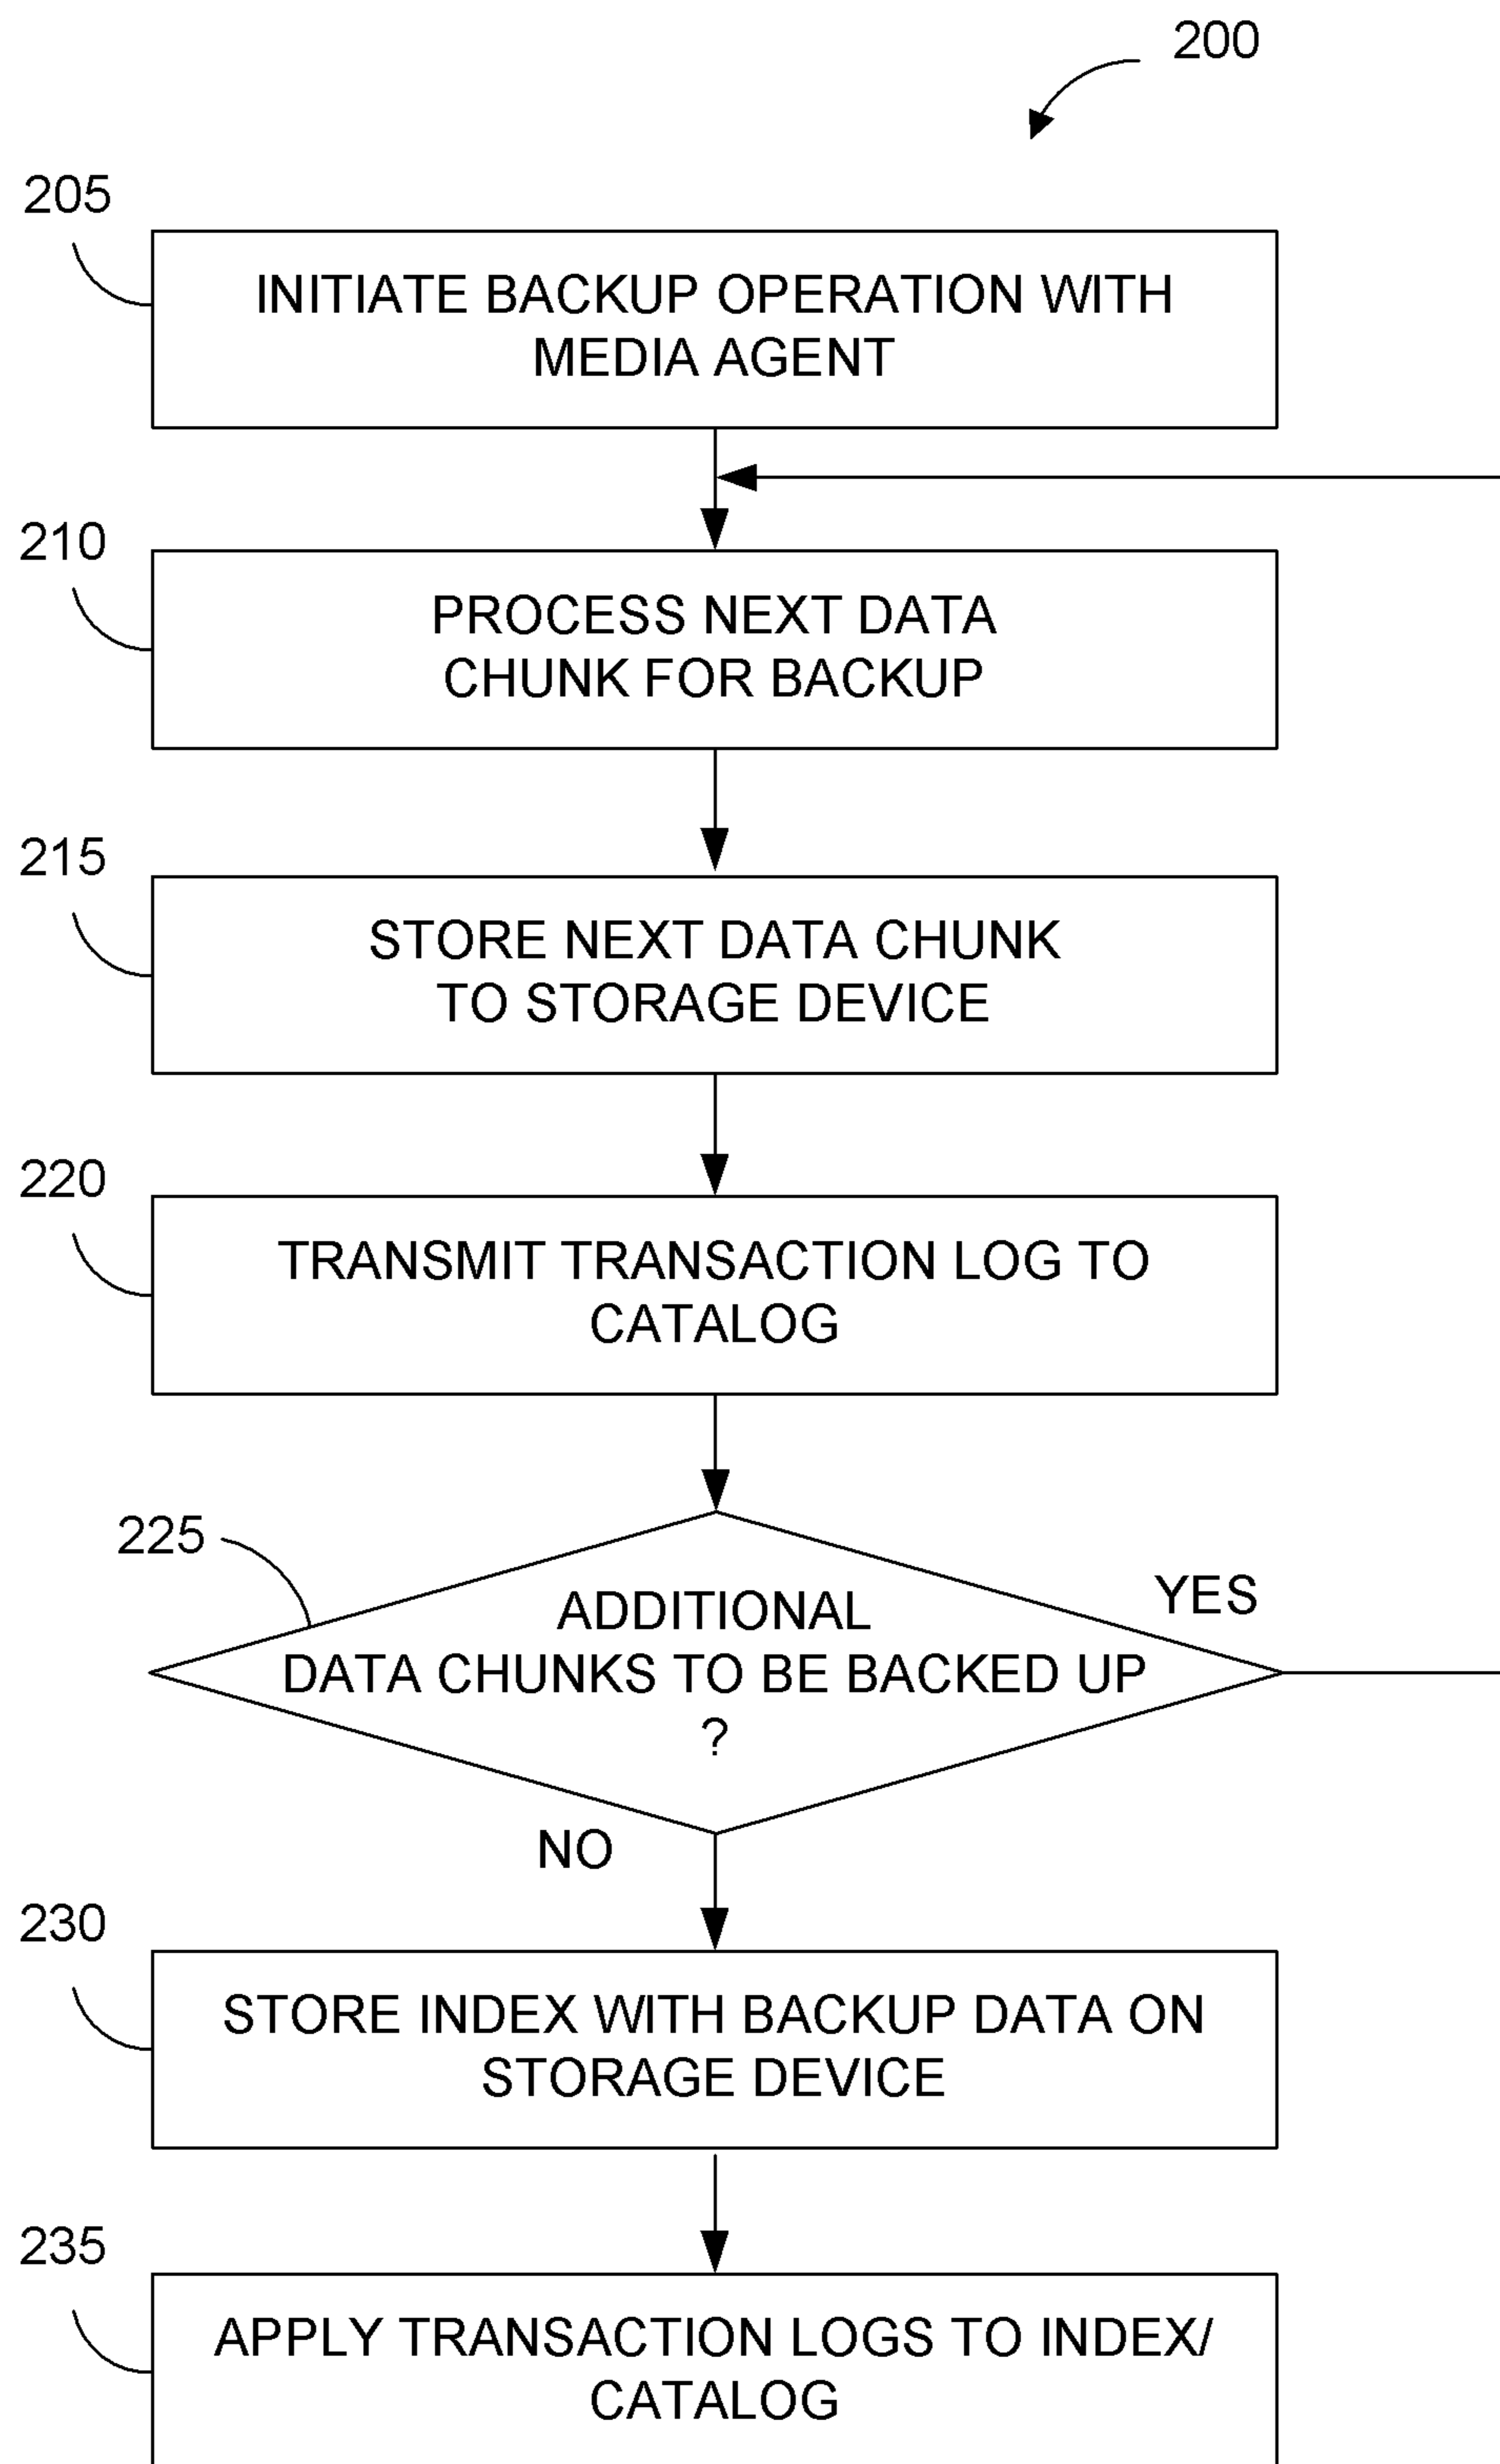 200
205
INITIATE BACKUP OPERATION WITH
MEDIA AGENT
210
PROCESS NEXT DATA
CHUNK FOR BACKUP
215
STORE NEXT DATA CHUNK
TO STORAGE DEVICE
220
TRANSMIT TRANSACTION LOG TO
CATALOG
225
ADDITIONAL
DATA CHUNKS TO BE BACKED UP
?
YES
NO
230
STORE INDEX WITH BACKUP DATA ON
STORAGE DEVICE
235
APPLY TRANSACTION LOGS TO INDEX/
CATALOG